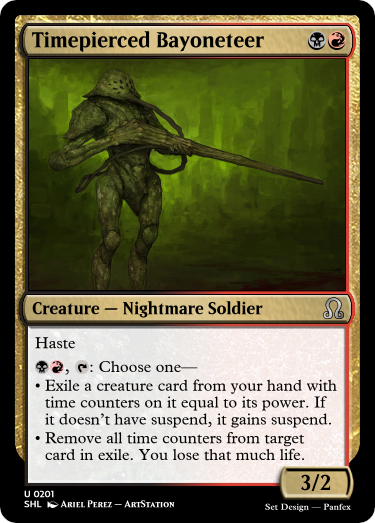 Timepierced Bayoneteer
Creature — Nightmare Soldier
Haste
, : Choose one—
• Exile a creature card from your hand with
time counters on it equal to its power. If
it doesn't have suspend, it gains suspend.
• Remove all time counters from target
card in exile. You lose that much life.
3/2
U 0201
SHL Ariel Perez — ArtStation
Set Design — Panfex